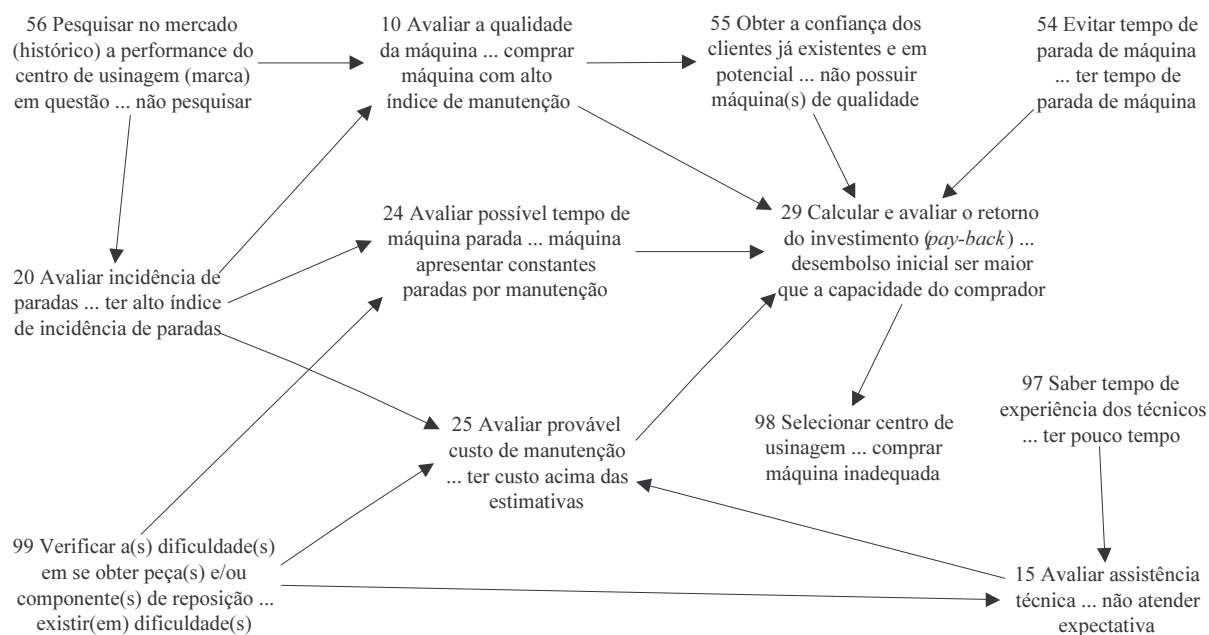 56 Pesquisar no mercado
(histórico) a performance do
centro de usinagem (marca)
em questão ... não pesquisar
10 Avaliar a qualidade
da máquina ... comprar
máquina com alto
índice de manutenção
55 Obter a confiança dos
clientes já existentes e em
potencial ... não possuir
máquina(s) de qualidade
54 Evitar tempo de
parada de máquina
... ter tempo de
parada de máquina
20 Avaliar incidência de
paradas ... ter alto índice
de incidência de paradas
24 Avaliar possível tempo de
máquina parada ... máquina
apresentar constantes
paradas por manutenção
29 Calcular e avaliar o retorno
do investimento (pay-back) ...
desembolso inicial ser maior
que a capacidade do comprador
25 Avaliar provável
custo de manutenção
... ter custo acima das
estimativas
98 Selecionar centro de
usinagem ... comprar
máquina inadequada
97 Saber tempo de
experiência dos técnicos
... ter pouco tempo
99 Verificar a(s) dificuldade(s)
em se obter peça(s) e/ou
componente(s) de reposição ...
existir(em) dificuldade(s)
15 Avaliar assistência
técnica ... não atender
expectativa